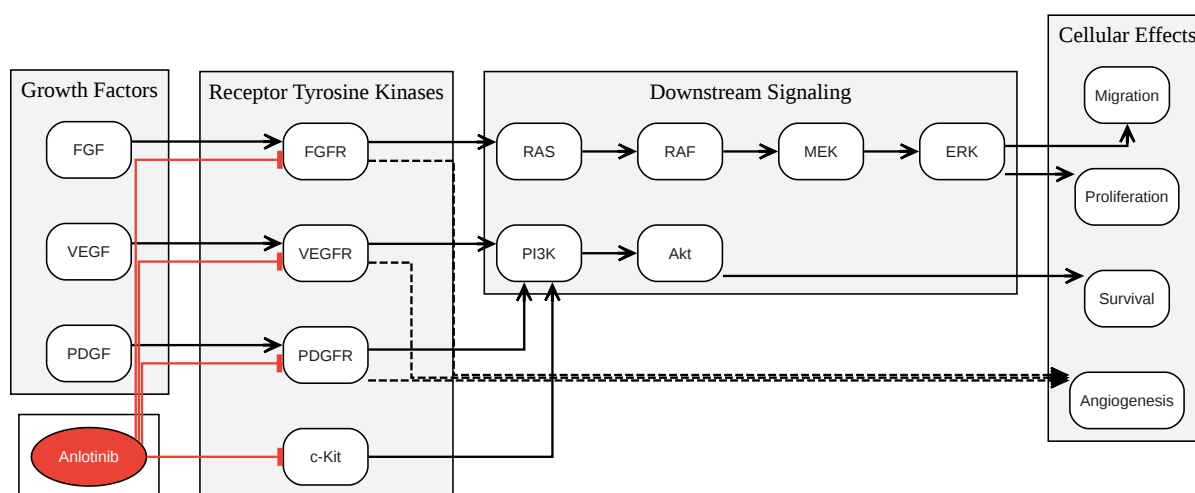 Growth Factors
FGF
VEGF
PDGF
Anlotinib
Receptor Tyrosine Kinases
FGFR
VEGFR
PDGFR
c-Kit
Downstream Signaling
RAS
RAF
MEK
ERK
PI3K
Akt
Cellular Effects
Migration
Proliferation
Survival
Angiogenesis